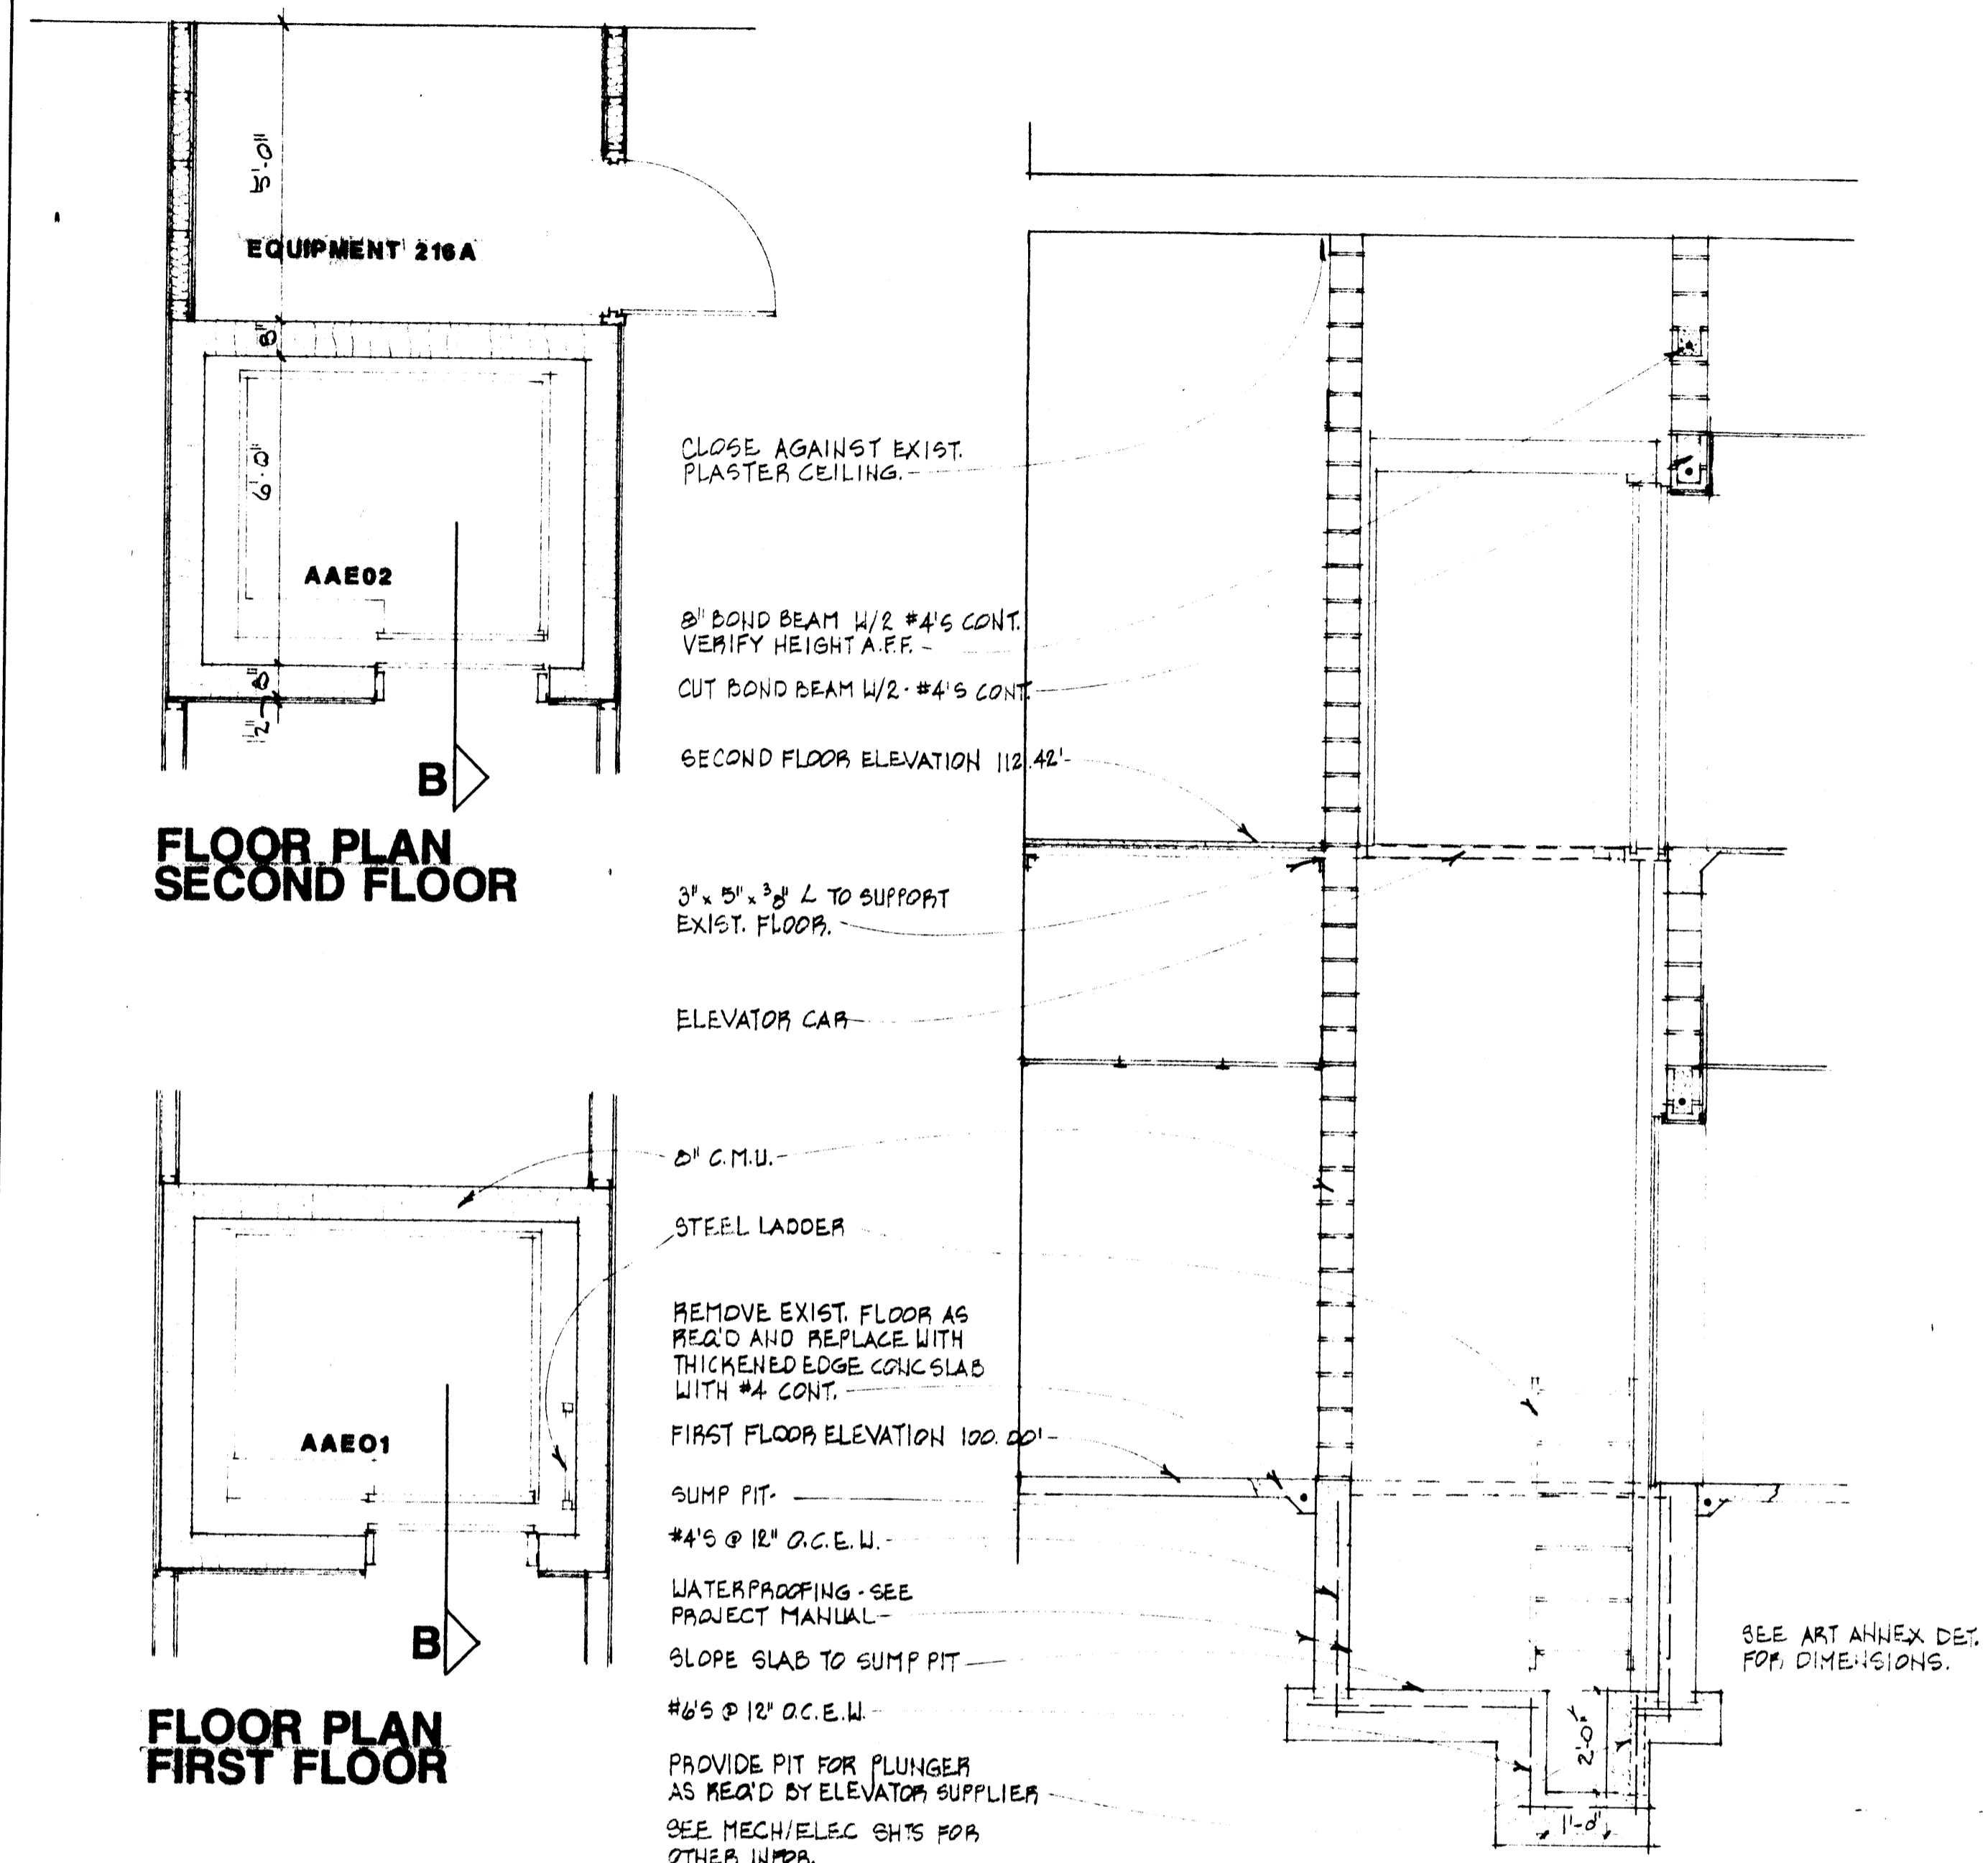 5'-0"
EQUIPMENT 216A
8"
6'-0"
AAE02
8"
1/2"
B
FLOOR PLAN
SECOND FLOOR
CLOSE AGAINST EXIST.
PLASTER CEILING.
8" BOND BEAM W/2 #4'S CONT.
VERIFY HEIGHT A.F.F.
CUT BOND BEAM W/2-#4'S CONT.
SECOND FLOOR ELEVATION 112.42'
3" x 5" x 3/8" L TO SUPPORT
EXIST. FLOOR.
ELEVATOR CAR
8" C.M.U.
STEEL LADDER
REMOVE EXIST. FLOOR AS
REQ'D AND REPLACE WITH
THICKENED EDGE CONC SLAB
WITH #4 CONT.
FIRST FLOOR ELEVATION 100.00'
SUMP PIT
#4'S @ 12" O.C.E.W.
WATERPROOFING - SEE
PROJECT MANUAL
SLOPE SLAB TO SUMP PIT
#6'S @ 12" O.C.E.W.
PROVIDE PIT FOR PLUNGER
AS REQ'D BY ELEVATOR SUPPLIER
SEE MECH/ELEC SHTS FOR
OTHER INFOR.
AAE01
B
FLOOR PLAN
FIRST FLOOR
SEE ART ANNEX DET.
FOR DIMENSIONS.
2'-0"
1'-0"